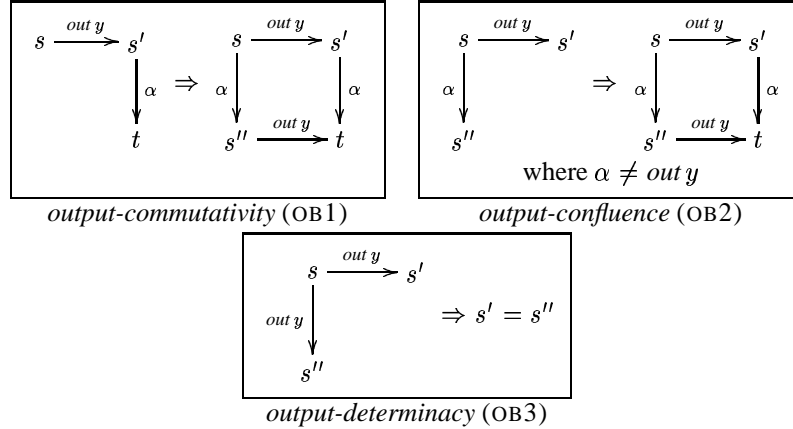 s out y s′ s out y s′
α ⇒ α α
t s″ out y t
output-commutativity (OB1)
s out y s′ s out y s′
α ⇒ α α
s″ s″ out y t
where α ≠ out y
output-confluence (OB2)
s out y s′
out y ⇒ s′ = s″
s″
output-determinacy (OB3)